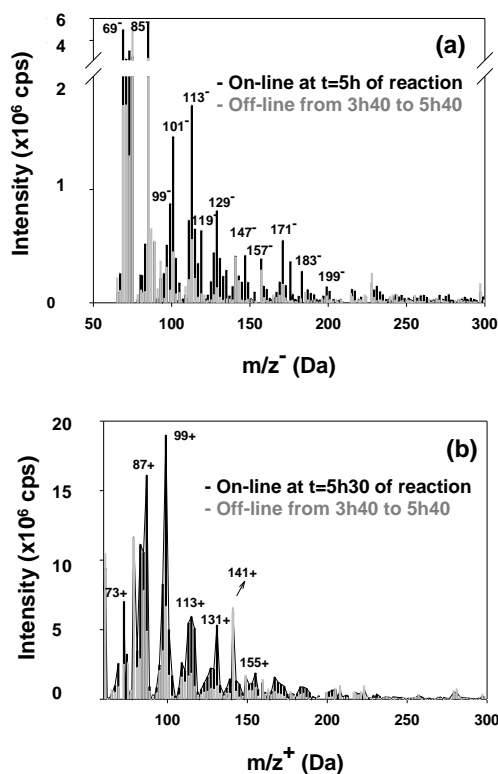 6
69⁻
85⁻
(a)
4
2
- On-line at t=5h of reaction
- Off-line from 3h40 to 5h40
113⁻
101⁻
1
99⁻
119⁻
129⁻
147⁻
157⁻
171⁻
183⁻
199⁻
0
50 100 150 200 250 300
Intensity (x10⁶ cps)
m/z⁻ (Da)
20
99+
(b)
87+
- On-line at t=5h30 of reaction
- Off-line from 3h40 to 5h40
15
10
73+
141+
113+
131+
5
155+
0
100 150 200 250 300
Intensity (x10⁶ cps)
m/z⁺ (Da)